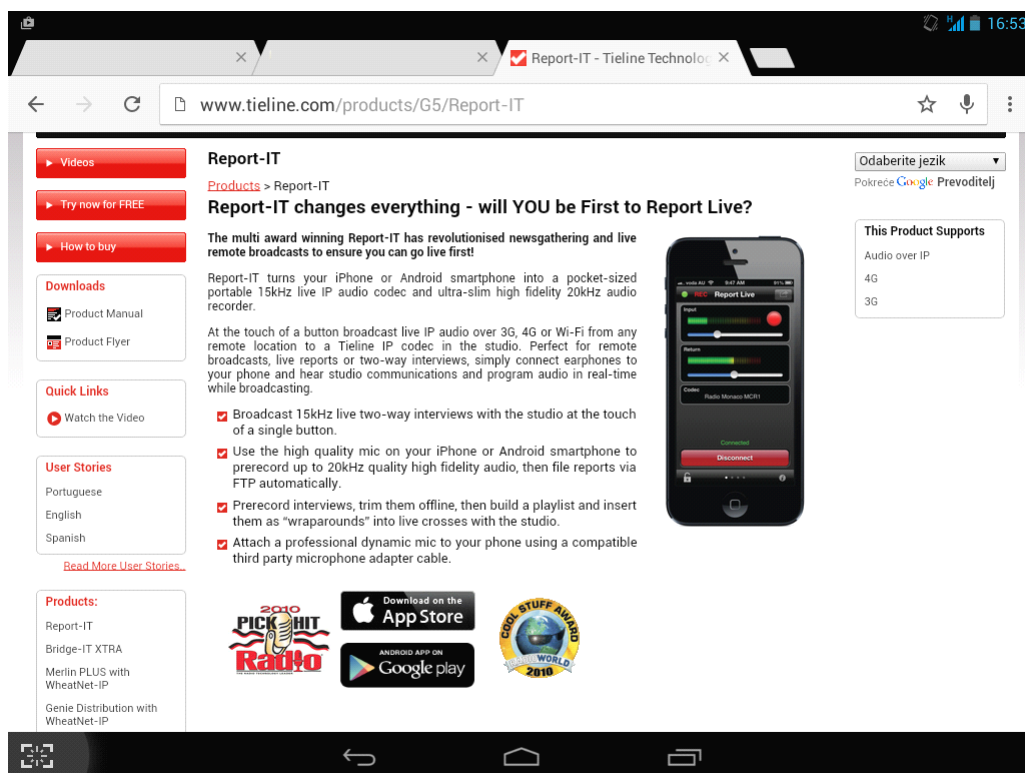 H
16:53
Report-IT - Tieline Technolog
www.tieline.com/products/G5/Report-IT
Videos
Try now for FREE
How to buy
Downloads
Product Manual
Product Flyer
Quick Links
Watch the Video
User Stories
Portuguese
English
Spanish
Read More User Stories..
Products:
Report-IT
Bridge-IT XTRA
Merlin PLUS with
WheatNet-IP
Genie Distribution with
WheatNet-IP
Report-IT
Products > Report-IT
Report-IT changes everything - will YOU be First to Report Live?
The multi award winning Report-IT has revolutionised newsgathering and live
remote broadcasts to ensure you can go live first!
Report-IT turns your iPhone or Android smartphone into a pocket-sized
portable 15kHz live IP audio codec and ultra-slim high fidelity 20kHz audio
recorder.
At the touch of a button broadcast live IP audio over 3G, 4G or Wi-Fi from any
remote location to a Tieline IP codec in the studio. Perfect for remote
broadcasts, live reports or two-way interviews, simply connect earphones to
your phone and hear studio communications and program audio in real-time
while broadcasting.
Broadcast 15kHz live two-way interviews with the studio at the touch
of a single button.
Use the high quality mic on your iPhone or Android smartphone to
prerecord up to 20kHz quality high fidelity audio, then file reports via
FTP automatically.
Prerecord interviews, trim them offline, then build a playlist and insert
them as “wraparounds” into live crosses with the studio.
Attach a professional dynamic mic to your phone using a compatible
third party microphone adapter cable.
2010
PICK HIT
Radio
Download on the
App Store
ANDROID APP ON
Google play
COOL STUFF AWARD
WORLD
2010
voda AU
9:47 AM
91%
REC Report Live
Input
Return
Codec
Radio Monaco MCR1
Connected
Disconnect
Odaberite jezik
Pokreće Google Prevoditelj
This Product Supports
Audio over IP
4G
3G